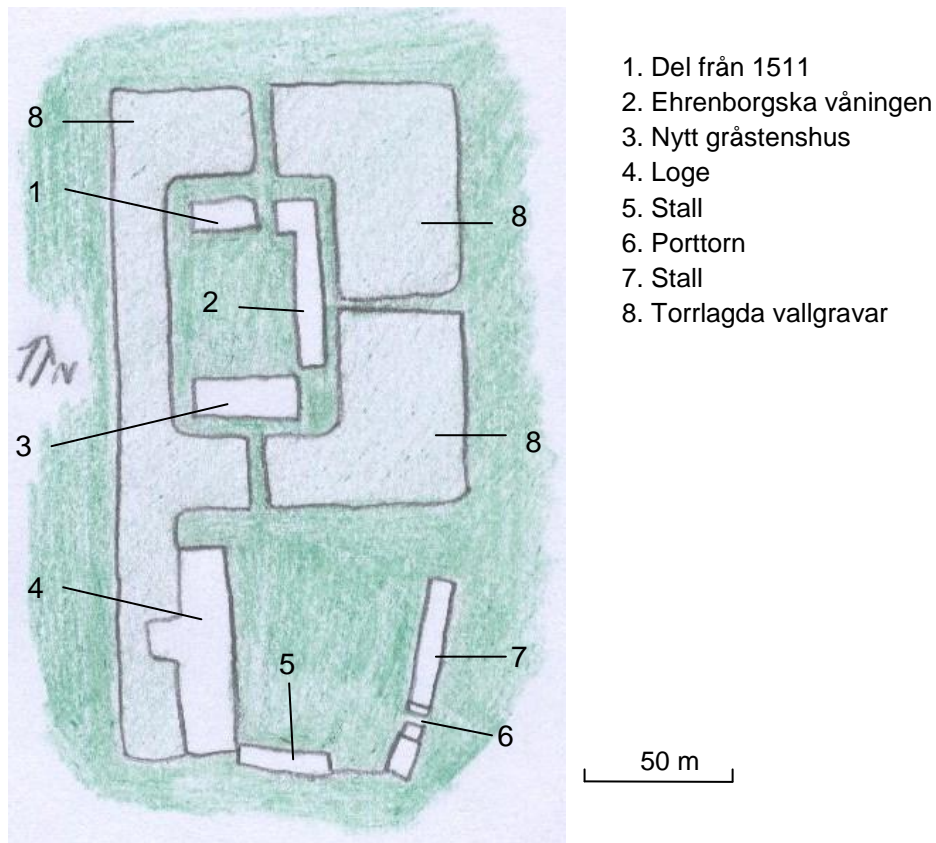 1. Del från 1511
2. Ehrenborgska våningen
3. Nytt gråstenshus
4. Loge
5. Stall
6. Porttorn
7. Stall
8. Torrlagda vallgravar
8
1
8
2
N
3
8
4
5
7
6
50 m